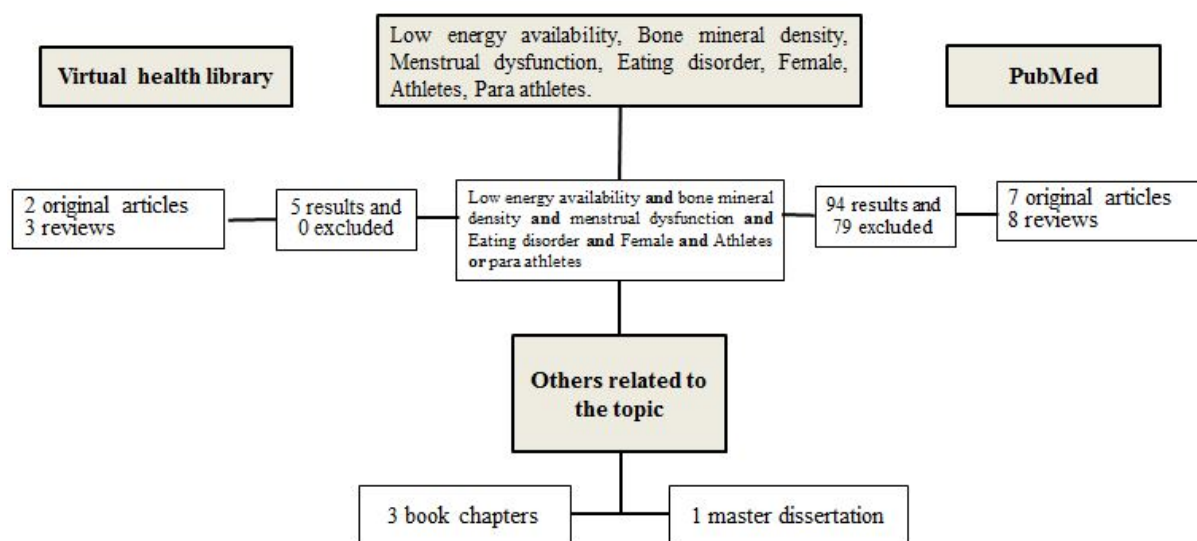 Low energy availability, Bone mineral density,
Menstrual dysfunction, Eating disorder, Female,
Athletes, Para athletes.
Virtual health library
PubMed
2 original articles
3 reviews
5 results and
0 excluded
Low energy availability and bone mineral
density and menstrual dysfunction and
Eating disorder and Female and Athletes
or para athletes
94 results and
79 excluded
7 original articles
8 reviews
Others related to
the topic
3 book chapters
1 master dissertation